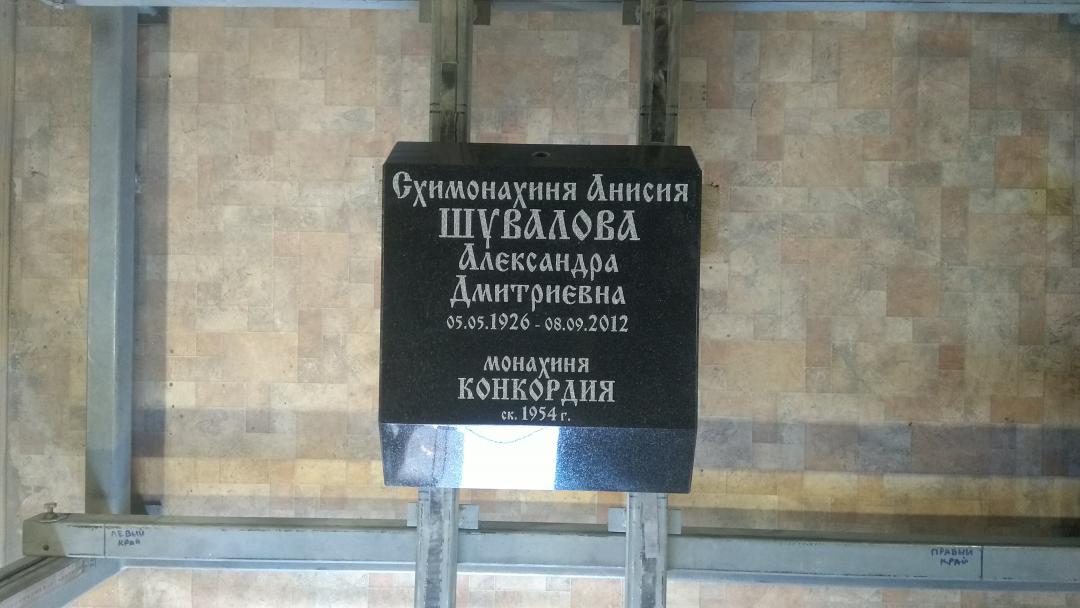 Схимонахиня Анисия
ШУВАЛОВА
Александра
Дмитриевна
05.05.1926 - 08.09.2012
монахиня
КОНКОРДИЯ
ск. 1954 г.
ЛЕВЫЙ
КРАЙ
ПРАВЫЙ
КРАЙ